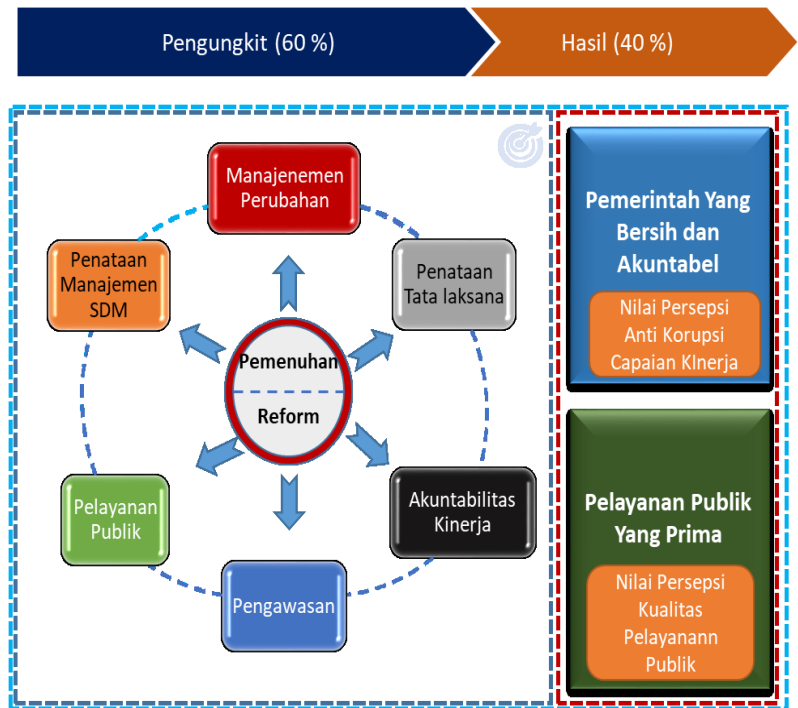 Pengungkit (60 %)
Hasil (40 %)
Manajenemen
Perubahan
Penataan
Manajemen
SDM
Penataan
Tata laksana
Pemenuhan
Reform
Pelayanan
Publik
Akuntabilitas
Kinerja
Pengawasan
Pemerintah Yang
Bersih dan
Akuntabel
Nilai Persepsi
Anti Korupsi
Capaian KInerja
Pelayanan Publik
Yang Prima
Nilai Persepsi
Kualitas
Pelayanann
Publik